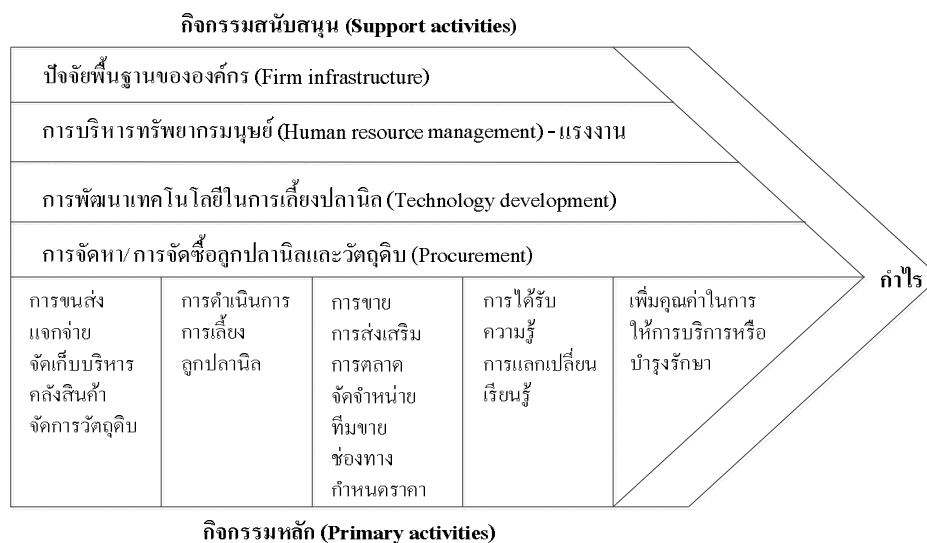 กิจกรรมสนับสนุน (Support activities)
ปัจจัยพื้นฐานขององค์กร (Firm infrastructure)
การบริหารทรัพยากรมนุษย์ (Human resource management) - แรงงาน
การพัฒนาเทคโนโลยีในการเลี้ยงปลานิล (Technology development)
การจัดหา/ การจัดซื้อลูกปลานิลและวัตถุดิบ (Procurement)
การขนส่ง
แจกจ่าย
จัดเก็บบริหาร
คลังสินค้า
จัดการวัตถุดิบ
การดำเนินการ
การเลี้ยง
ลูกปลานิล
การขาย
การส่งเสริม
การตลาด
จัดจำหน่าย
ทีมขาย
ช่องทาง
กำหนดราคา
การได้รับ
ความรู้
การแลกเปลี่ยน
เรียนรู้
เพิ่มคุณค่าในการ
ให้การบริการหรือ
บำรุงรักษา
กำไร
กิจกรรมหลัก (Primary activities)